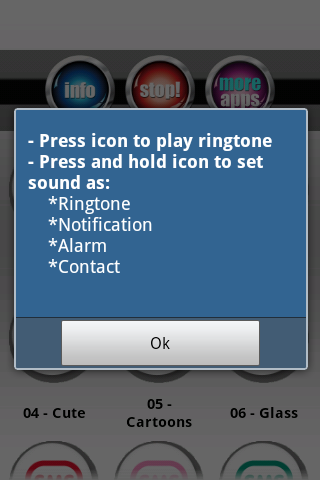 info
stop!
more
apps
- Press icon to play ringtone
- Press and hold icon to set
sound as:
*Ringtone
*Notification
*Alarm
*Contact
Ok
04 - Cute
05 -
Cartoons
06 - Glass